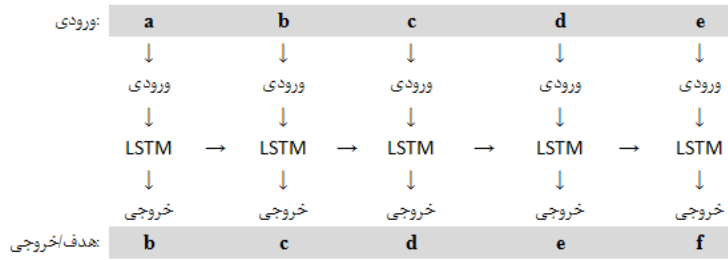 ورودی: a b c d e
↓ ↓ ↓ ↓ ↓
ورودی ورودی ورودی ورودی ورودی
↓ ↓ ↓ ↓ ↓
LSTM → LSTM → LSTM → LSTM → LSTM
↓ ↓ ↓ ↓ ↓
خروجی خروجی خروجی خروجی خروجی
هدف/خروجی: b c d e f